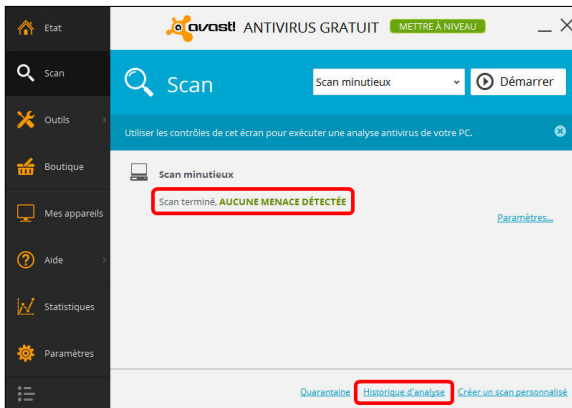 Etat
avast! ANTIVIRUS GRATUIT METTRE À NIVEAU
Scan
Scan Scan minutieux Démarrer
Outils
Utiliser les contrôles de cet écran pour exécuter une analyse antivirus de votre PC.
Boutique
Scan minutieux
Scan terminé, AUCUNE MENACE DÉTECTÉE
Mes appareils
Paramètres...
Aide
Statistiques
Paramètres
Quarantaine Historique d'analyse Créer un scan personnalisé